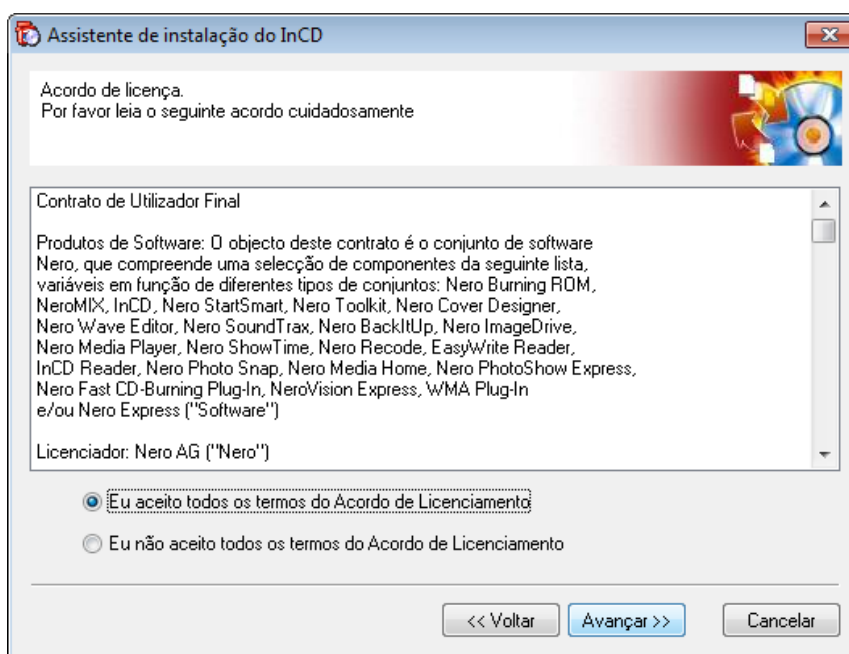 Assistente de instalação do InCD
Acordo de licença.
Por favor leia o seguinte acordo cuidadosamente
Contrato de Utilizador Final
Produtos de Software: O objecto deste contrato é o conjunto de software
Nero, que compreende uma selecção de componentes da seguinte lista,
variáveis em função de diferentes tipos de conjuntos: Nero Burning ROM,
NeroMIX, InCD, Nero StartSmart, Nero Toolkit, Nero Cover Designer,
Nero Wave Editor, Nero SoundTrax, Nero BackItUp, Nero ImageDrive,
Nero Media Player, Nero ShowTime, Nero Recode, EasyWrite Reader,
InCD Reader, Nero Photo Snap, Nero Media Home, Nero PhotoShow Express,
Nero Fast CD-Burning Plug-In, NeroVision Express, WMA Plug-In
e/ou Nero Express ("Software")
Licenciador: Nero AG ("Nero")
Eu aceito todos os termos do Acordo de Licenciamento
Eu não aceito todos os termos do Acordo de Licenciamento
<< Voltar
Avançar >>
Cancelar